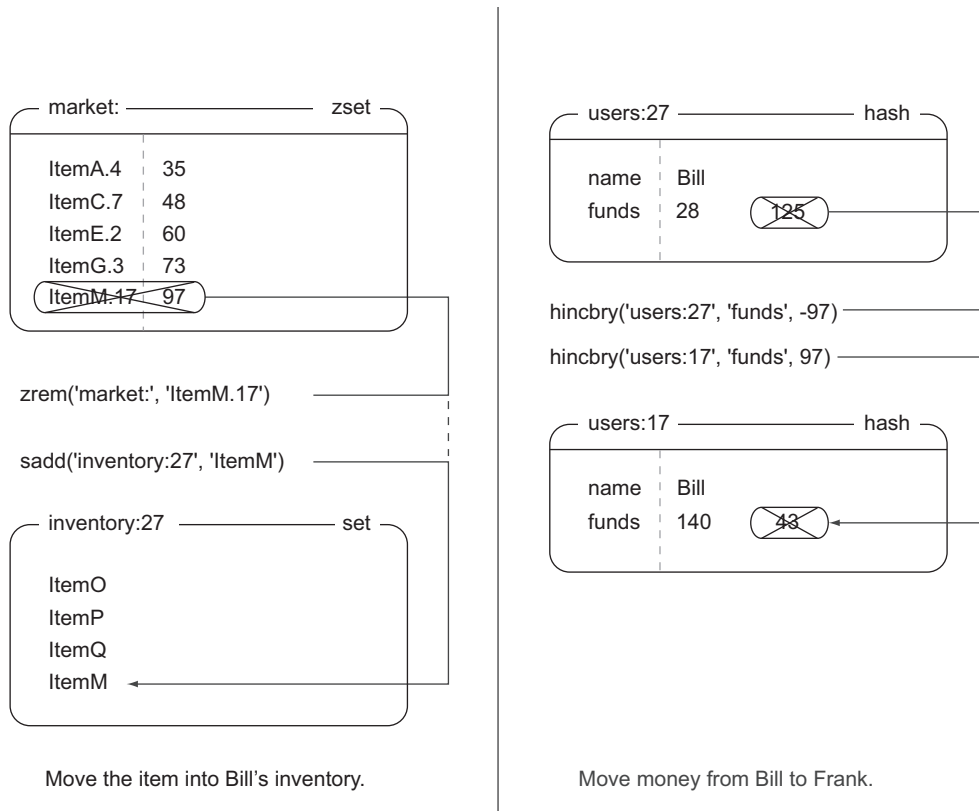 market: zset
ItemA.4 35
ItemC.7 48
ItemE.2 60
ItemG.3 73
ItemM.17 97
zrem('market:', 'ItemM.17')
sadd('inventory:27', 'ItemM')
inventory:27 set
ItemO
ItemP
ItemQ
ItemM
Move the item into Bill’s inventory.
users:27 hash
name Bill
funds 28 125
hincbry('users:27', 'funds', -97)
hincbry('users:17', 'funds', 97)
users:17 hash
name Bill
funds 140 43
Move money from Bill to Frank.